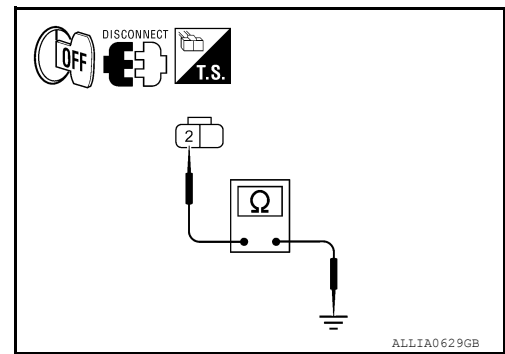 OFF
DISCONNECT
T.S.
2
Ω
ALLIA0629GB